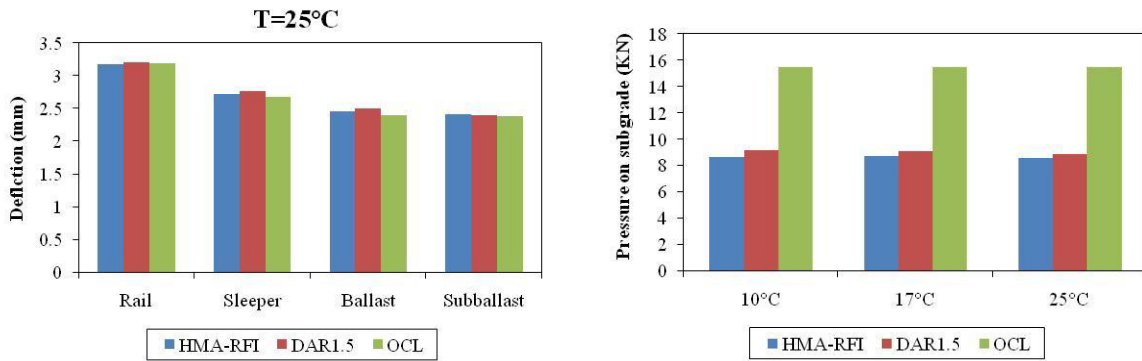 T=25°C
Deflction (mm)
3.5
3
2.5
2
1.5
1
0.5
0
Rail Sleeper Ballast Subballast
HMA-RFI DAR1.5 OCL
Pressure on subgrade (KN)
18
16
14
12
10
8
6
4
2
0
10°C 17°C 25°C
HMA-RFI DAR1.5 OCL